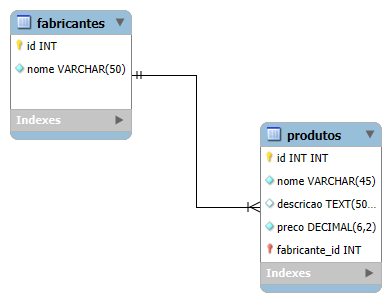 fabricantes
id INT
nome VARCHAR(50)
Indexes
produtos
id INT INT
nome VARCHAR(45)
descricao TEXT(50...
preco DECIMAL(6,2)
fabricante_id INT
Indexes